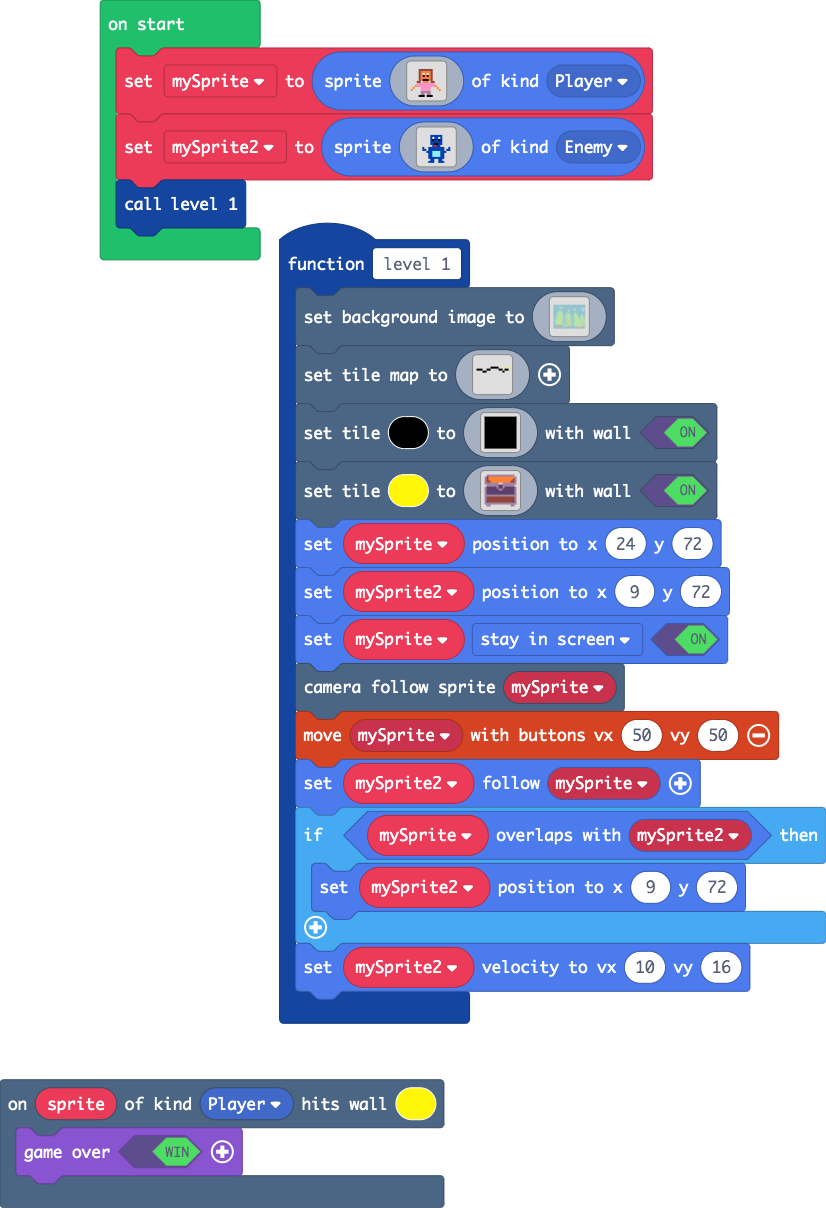 on start
set mySprite to sprite of kind Player
set mySprite2 to sprite of kind Enemy
call level 1
function level 1
set background image to
set tile map to
set tile to with wall ON
set tile to with wall ON
set mySprite position to x 24 y 72
set mySprite2 position to x 9 y 72
set mySprite stay in screen ON
camera follow sprite mySprite
move mySprite with buttons vx 50 vy 50
set mySprite2 follow mySprite
if mySprite overlaps with mySprite2 then
set mySprite2 position to x 9 y 72
set mySprite2 velocity to vx 10 vy 16
on sprite of kind Player hits wall
game over WIN